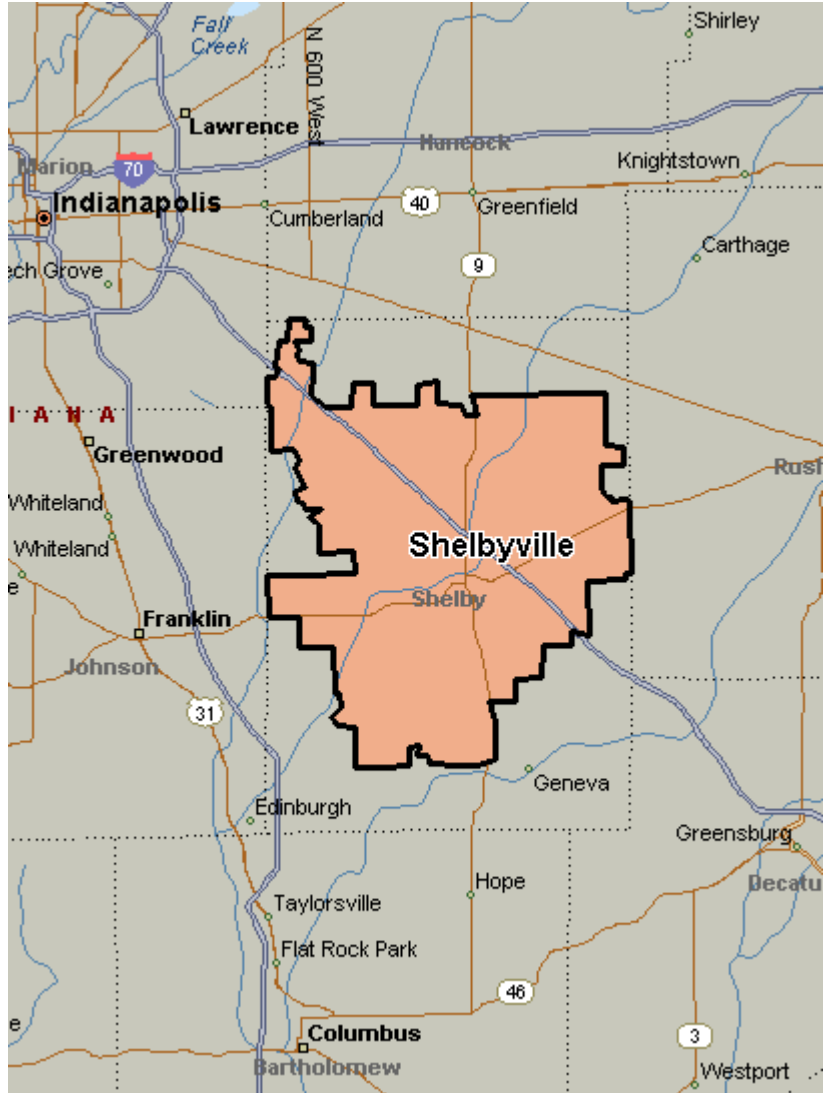 Fall
Creek
Shirley
N 600 West
Lawrence
Hancock
Marion
70
Knightstown
Indianapolis
Cumberland
40
Greenfield
Carthage
9
ech Grove
I A N A
Greenwood
Rush
Whiteland
Whiteland
Shelbyville
e
Shelby
Franklin
Johnson
31
Geneva
Edinburgh
Greensburg
Decatu
Hope
Taylorsville
Flat Rock Park
46
e
Columbus
3
Bartholomew
Westport